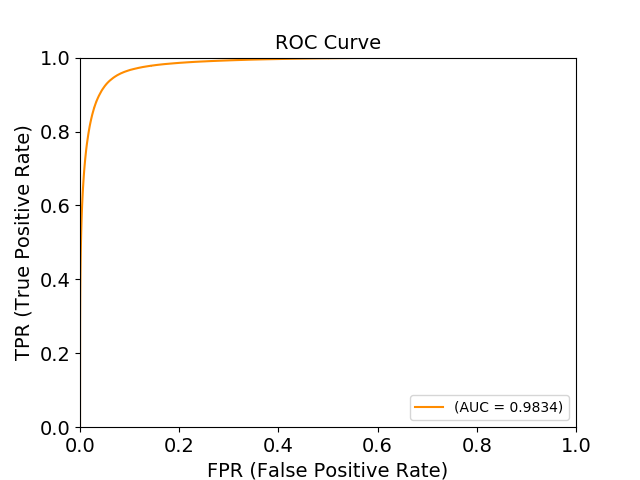 ROC Curve
1.0
0.8
0.6
0.4
0.2
0.0
TPR (True Positive Rate)
(AUC = 0.9834)
0.0 0.2 0.4 0.6 0.8 1.0
FPR (False Positive Rate)